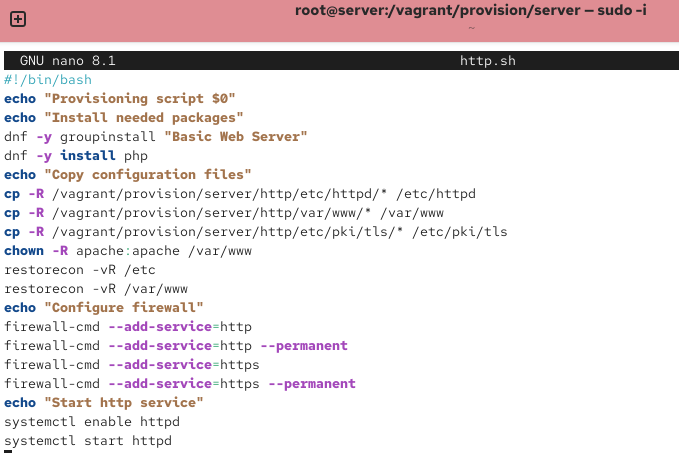 root@server:/vagrant/provision/server — sudo -i
~
GNU nano 8.1 http.sh
#!/bin/bash
echo "Provisioning script $0"
echo "Install needed packages"
dnf -y groupinstall "Basic Web Server"
dnf -y install php
echo "Copy configuration files"
cp -R /vagrant/provision/server/http/etc/httpd/* /etc/httpd
cp -R /vagrant/provision/server/http/var/www/* /var/www
cp -R /vagrant/provision/server/http/etc/pki/tls/* /etc/pki/tls
chown -R apache:apache /var/www
restorecon -vR /etc
restorecon -vR /var/www
echo "Configure firewall"
firewall-cmd --add-service=http
firewall-cmd --add-service=http --permanent
firewall-cmd --add-service=https
firewall-cmd --add-service=https --permanent
echo "Start http service"
systemctl enable httpd
systemctl start httpd